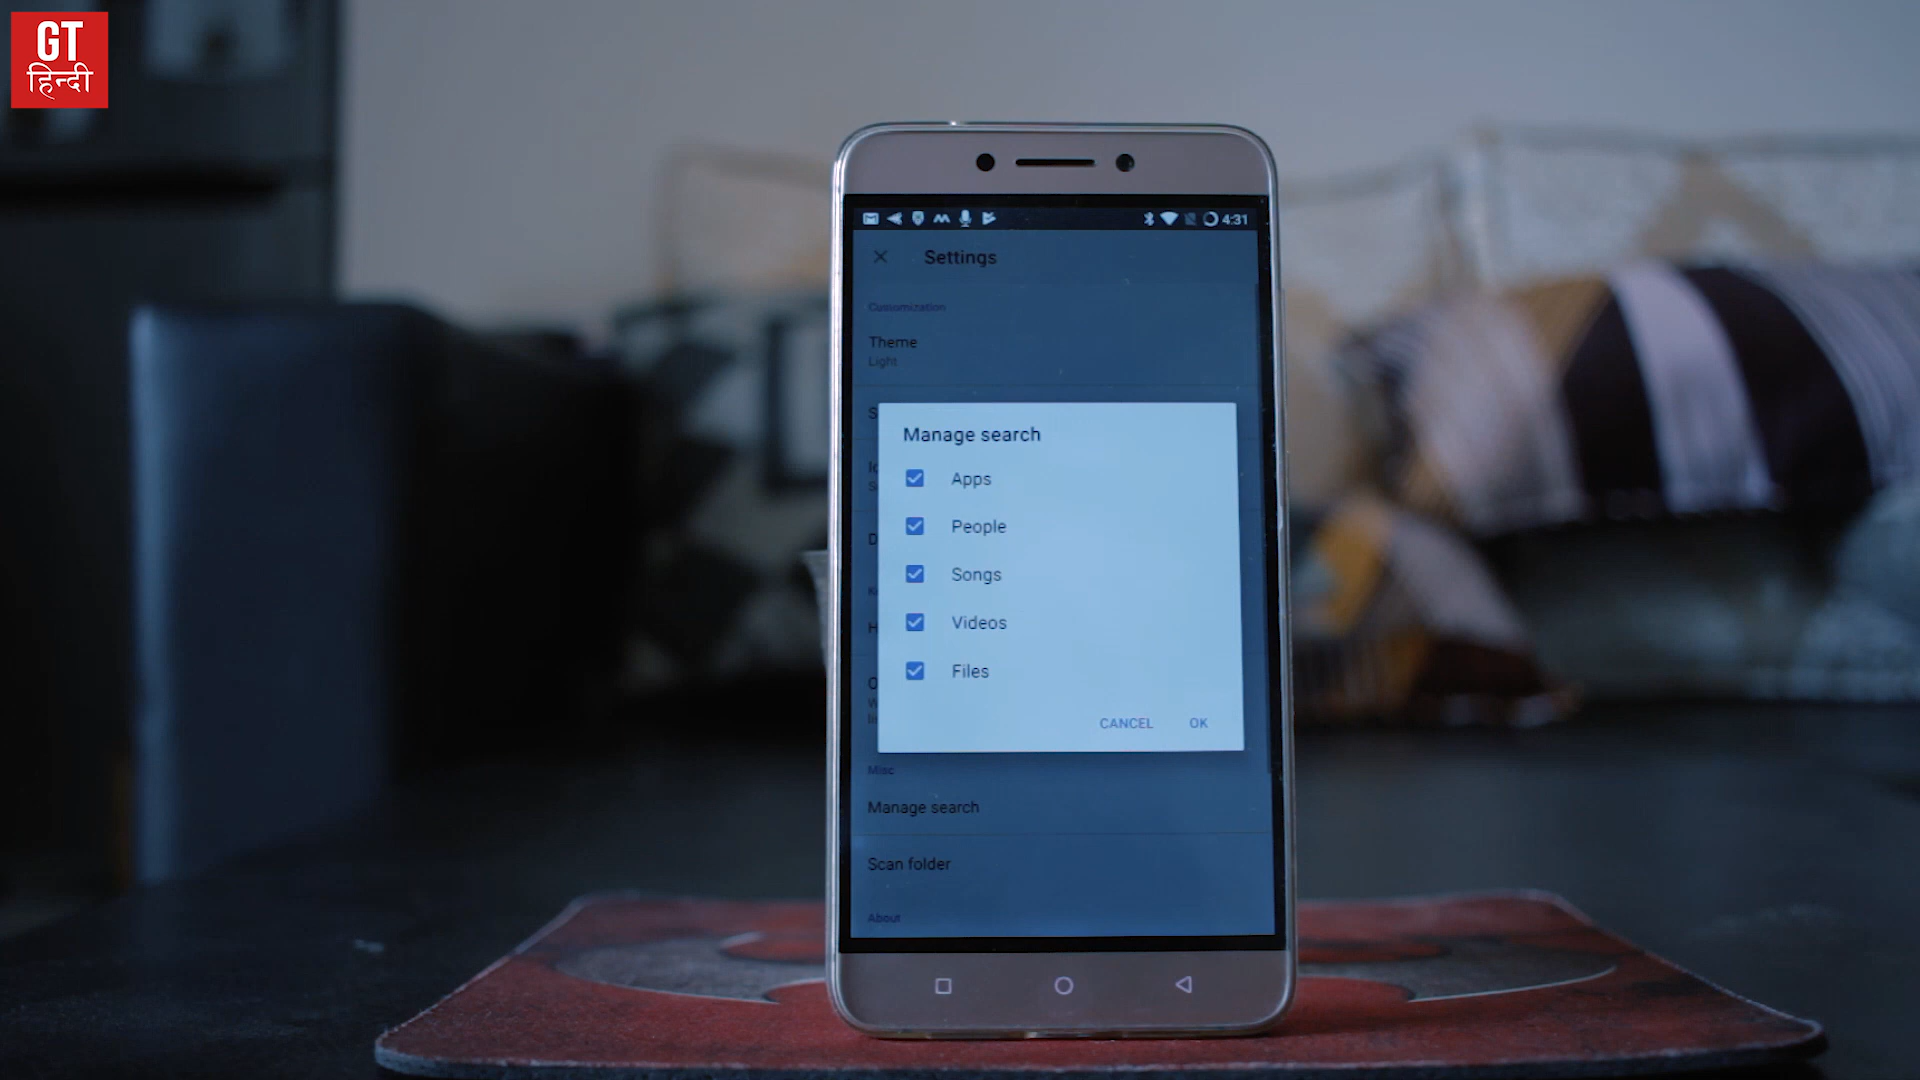 GT
हिन्दी
4:31
Settings
Customization
Theme
Light
Manage search
Apps
People
Songs
Videos
Files
CANCEL
OK
Misc
Manage search
Scan folder
About